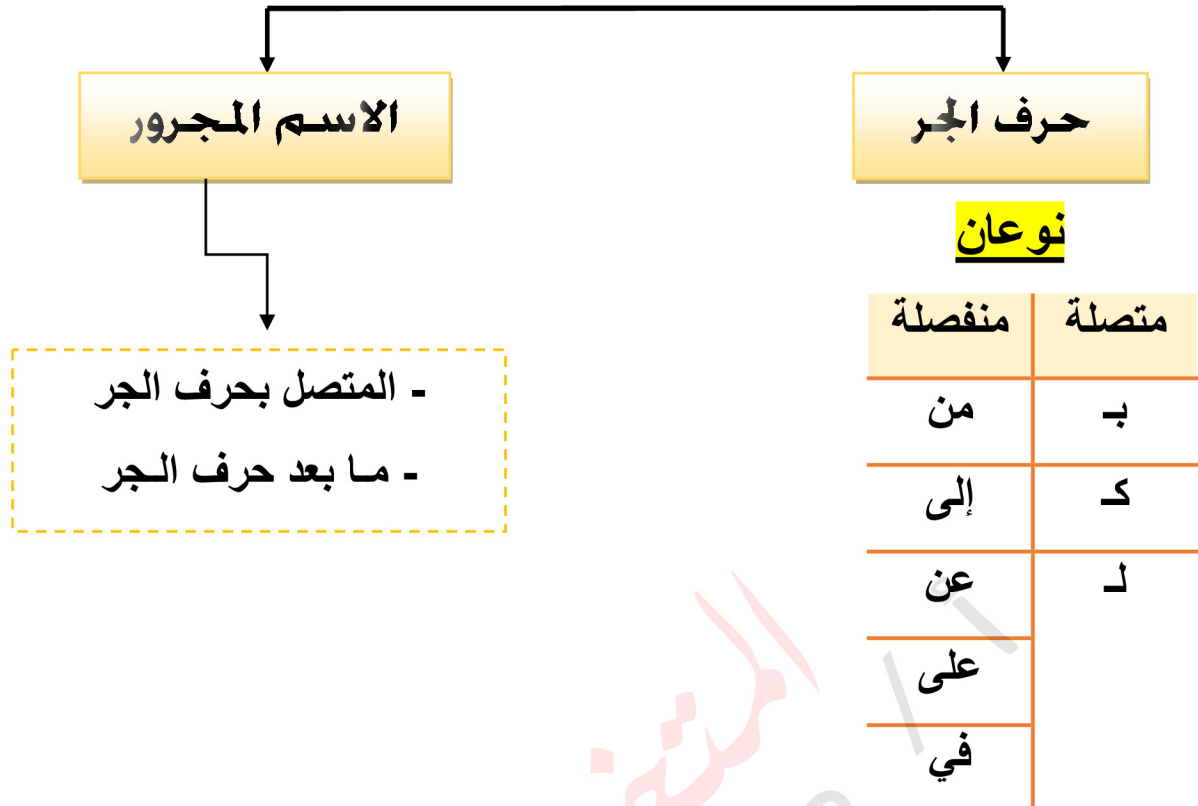 حرف الجر
الاسم المجرور
نوعان
متصلة منفصلة
بـ من
كـ إلى
لـ عن
على
في
- المتصل بحرف الجر
- ما بعد حرف الجر